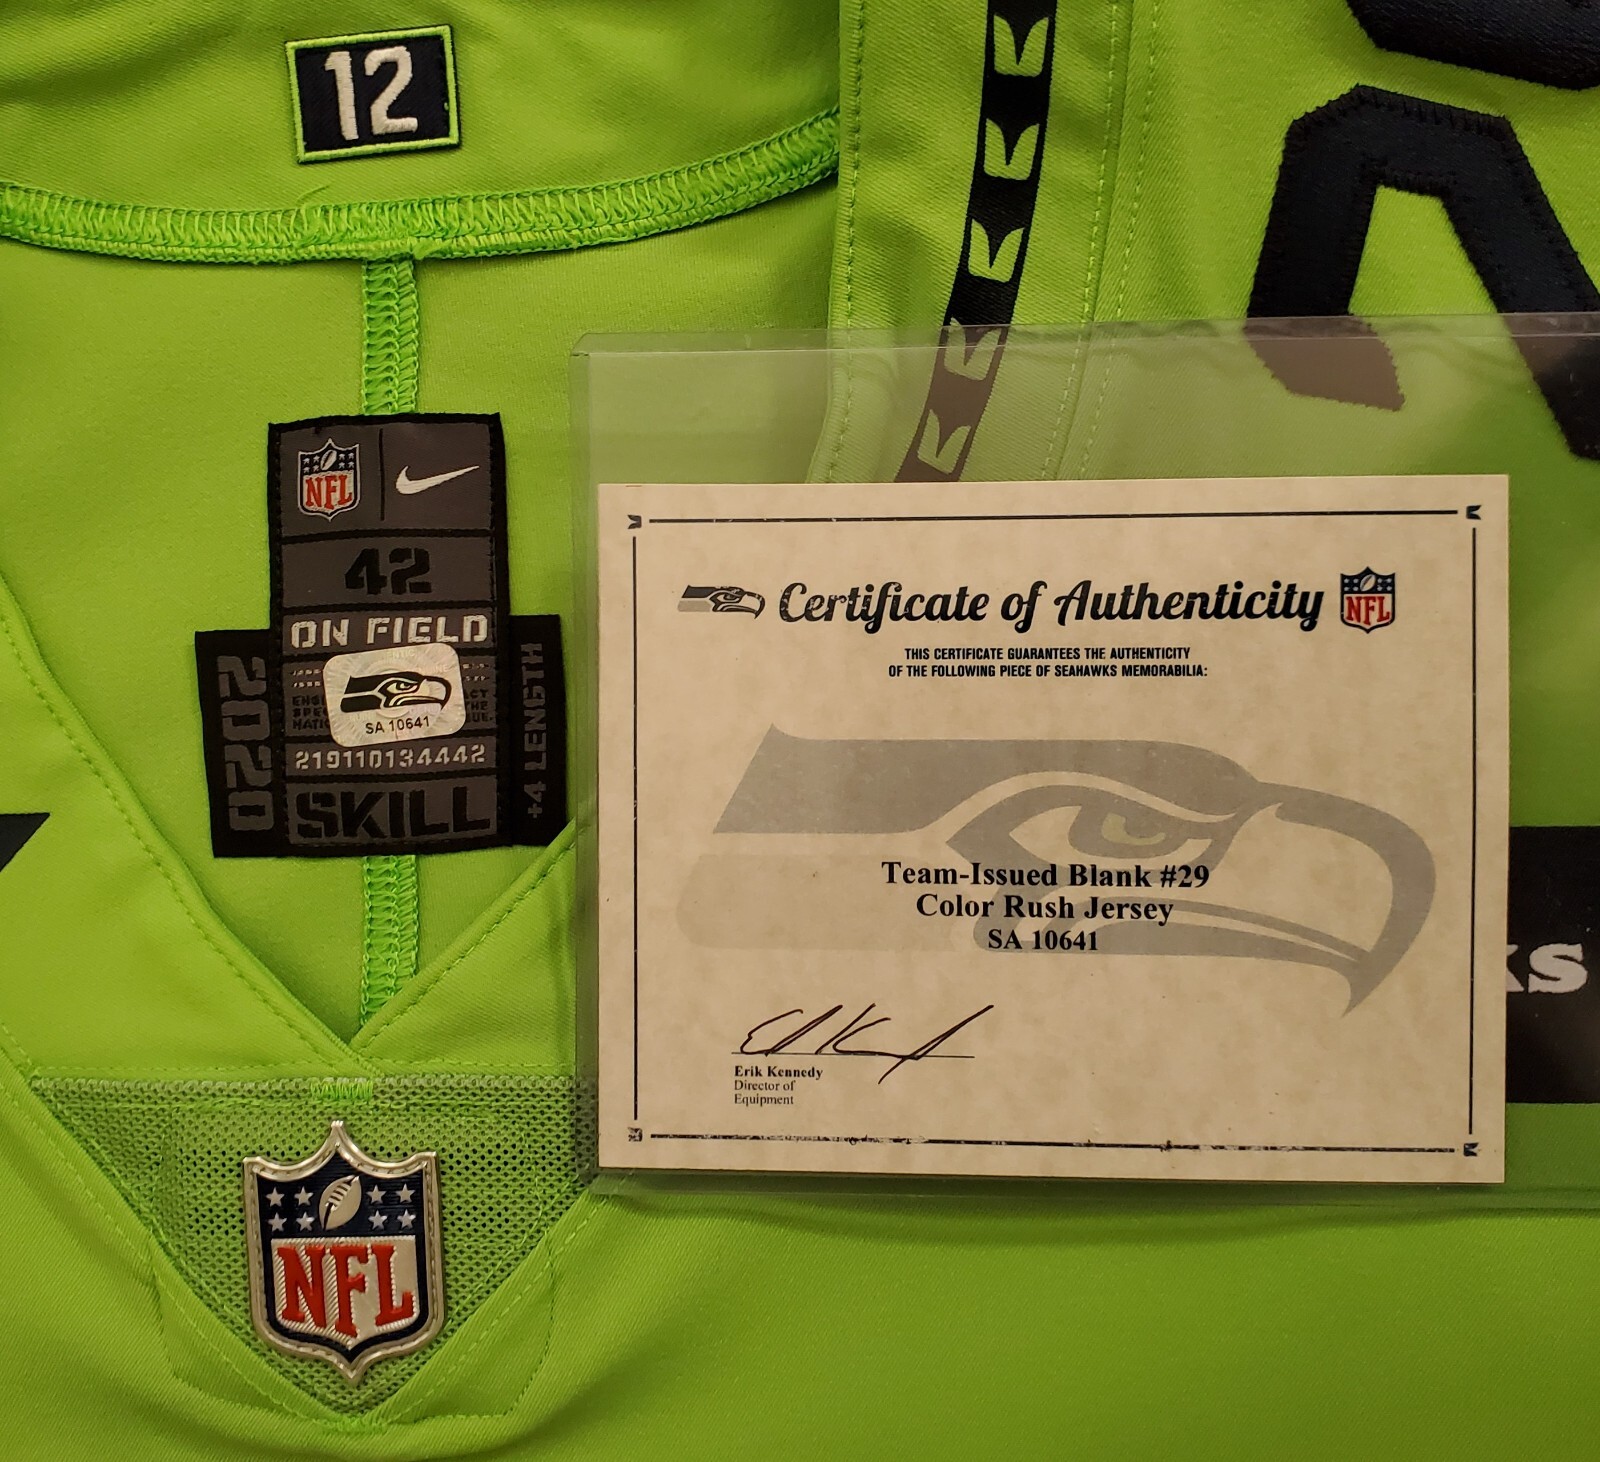 12
NFL
42
ON FIELD
SA 10641
219110134442
SKILL
2020
+4 LENGTH
NFL
Certificate of Authenticity
NFL
THIS CERTIFICATE GUARANTEES THE AUTHENTICITY
OF THE FOLLOWING PIECE OF SEAHAWKS MEMORABILIA:
Team-Issued Blank #29
Color Rush Jersey
SA 10641
Erik Kennedy
Director of
Equipment